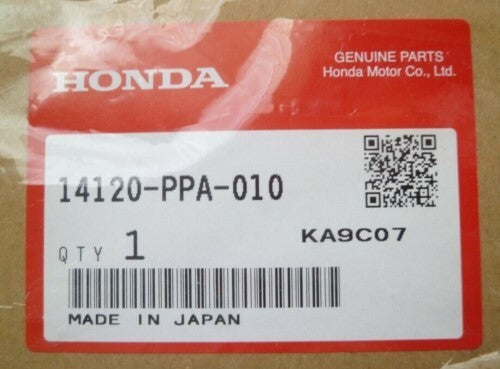 HONDA
GENUINE PARTS
Honda Motor Co., Ltd.
14120-PPA-010
QTY 1
KA9C07
MADE IN JAPAN